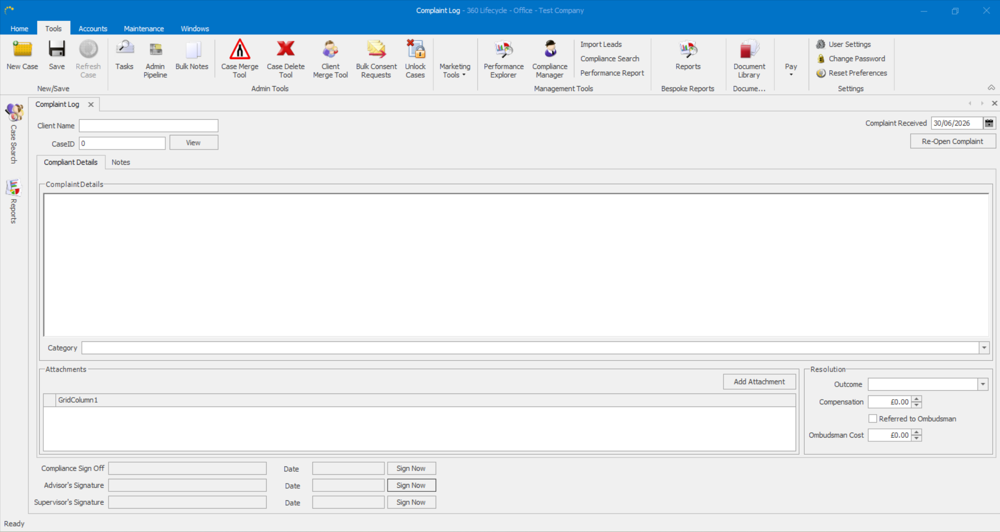 Complaint Log - 360 Lifecycle - Office - Test Company
Home Tools Accounts Maintenance Windows
New Case
Save
Refresh Case
New/Save
Tasks
Admin Pipeline
Bulk Notes
Case Merge Tool
Case Delete Tool
Client Merge Tool
Bulk Consent Requests
Unlock Cases
Admin Tools
Marketing Tools
Performance Explorer
Compliance Manager
Import Leads
Compliance Search
Performance Report
Management Tools
Reports
Bespoke Reports
Document Library
Docume...
Pay
User Settings
Change Password
Reset Preferences
Settings
Case Search
Reports
Complaint Log
Client Name
CaseID 0 View
Complaint Received 30/06/2026
Re-Open Complaint
Compliant Details Notes
ComplaintDetails
Category
Attachments
Add Attachment
GridColumn1
Resolution
Outcome
Compensation £0.00
Referred to Ombudsman
Ombudsman Cost £0.00
Compliance Sign Off Date Sign Now
Advisor's Signature Date Sign Now
Supervisor's Signature Date Sign Now
Ready